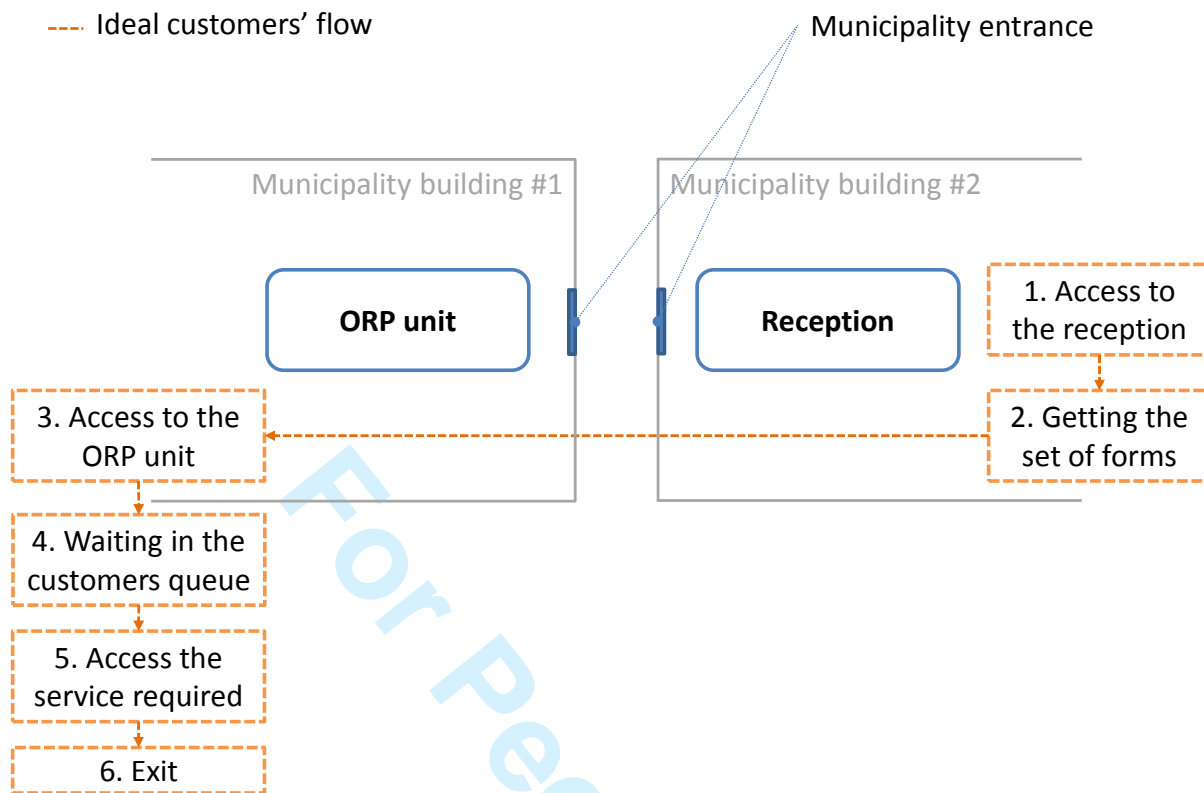 Ideal customers' flow
Municipality entrance
Municipality building #1
Municipality building #2
ORP unit
Reception
1. Access to
the reception
2. Getting the
set of forms
3. Access to the
ORP unit
4. Waiting in the
customers queue
5. Access the
service required
6. Exit
For Pee